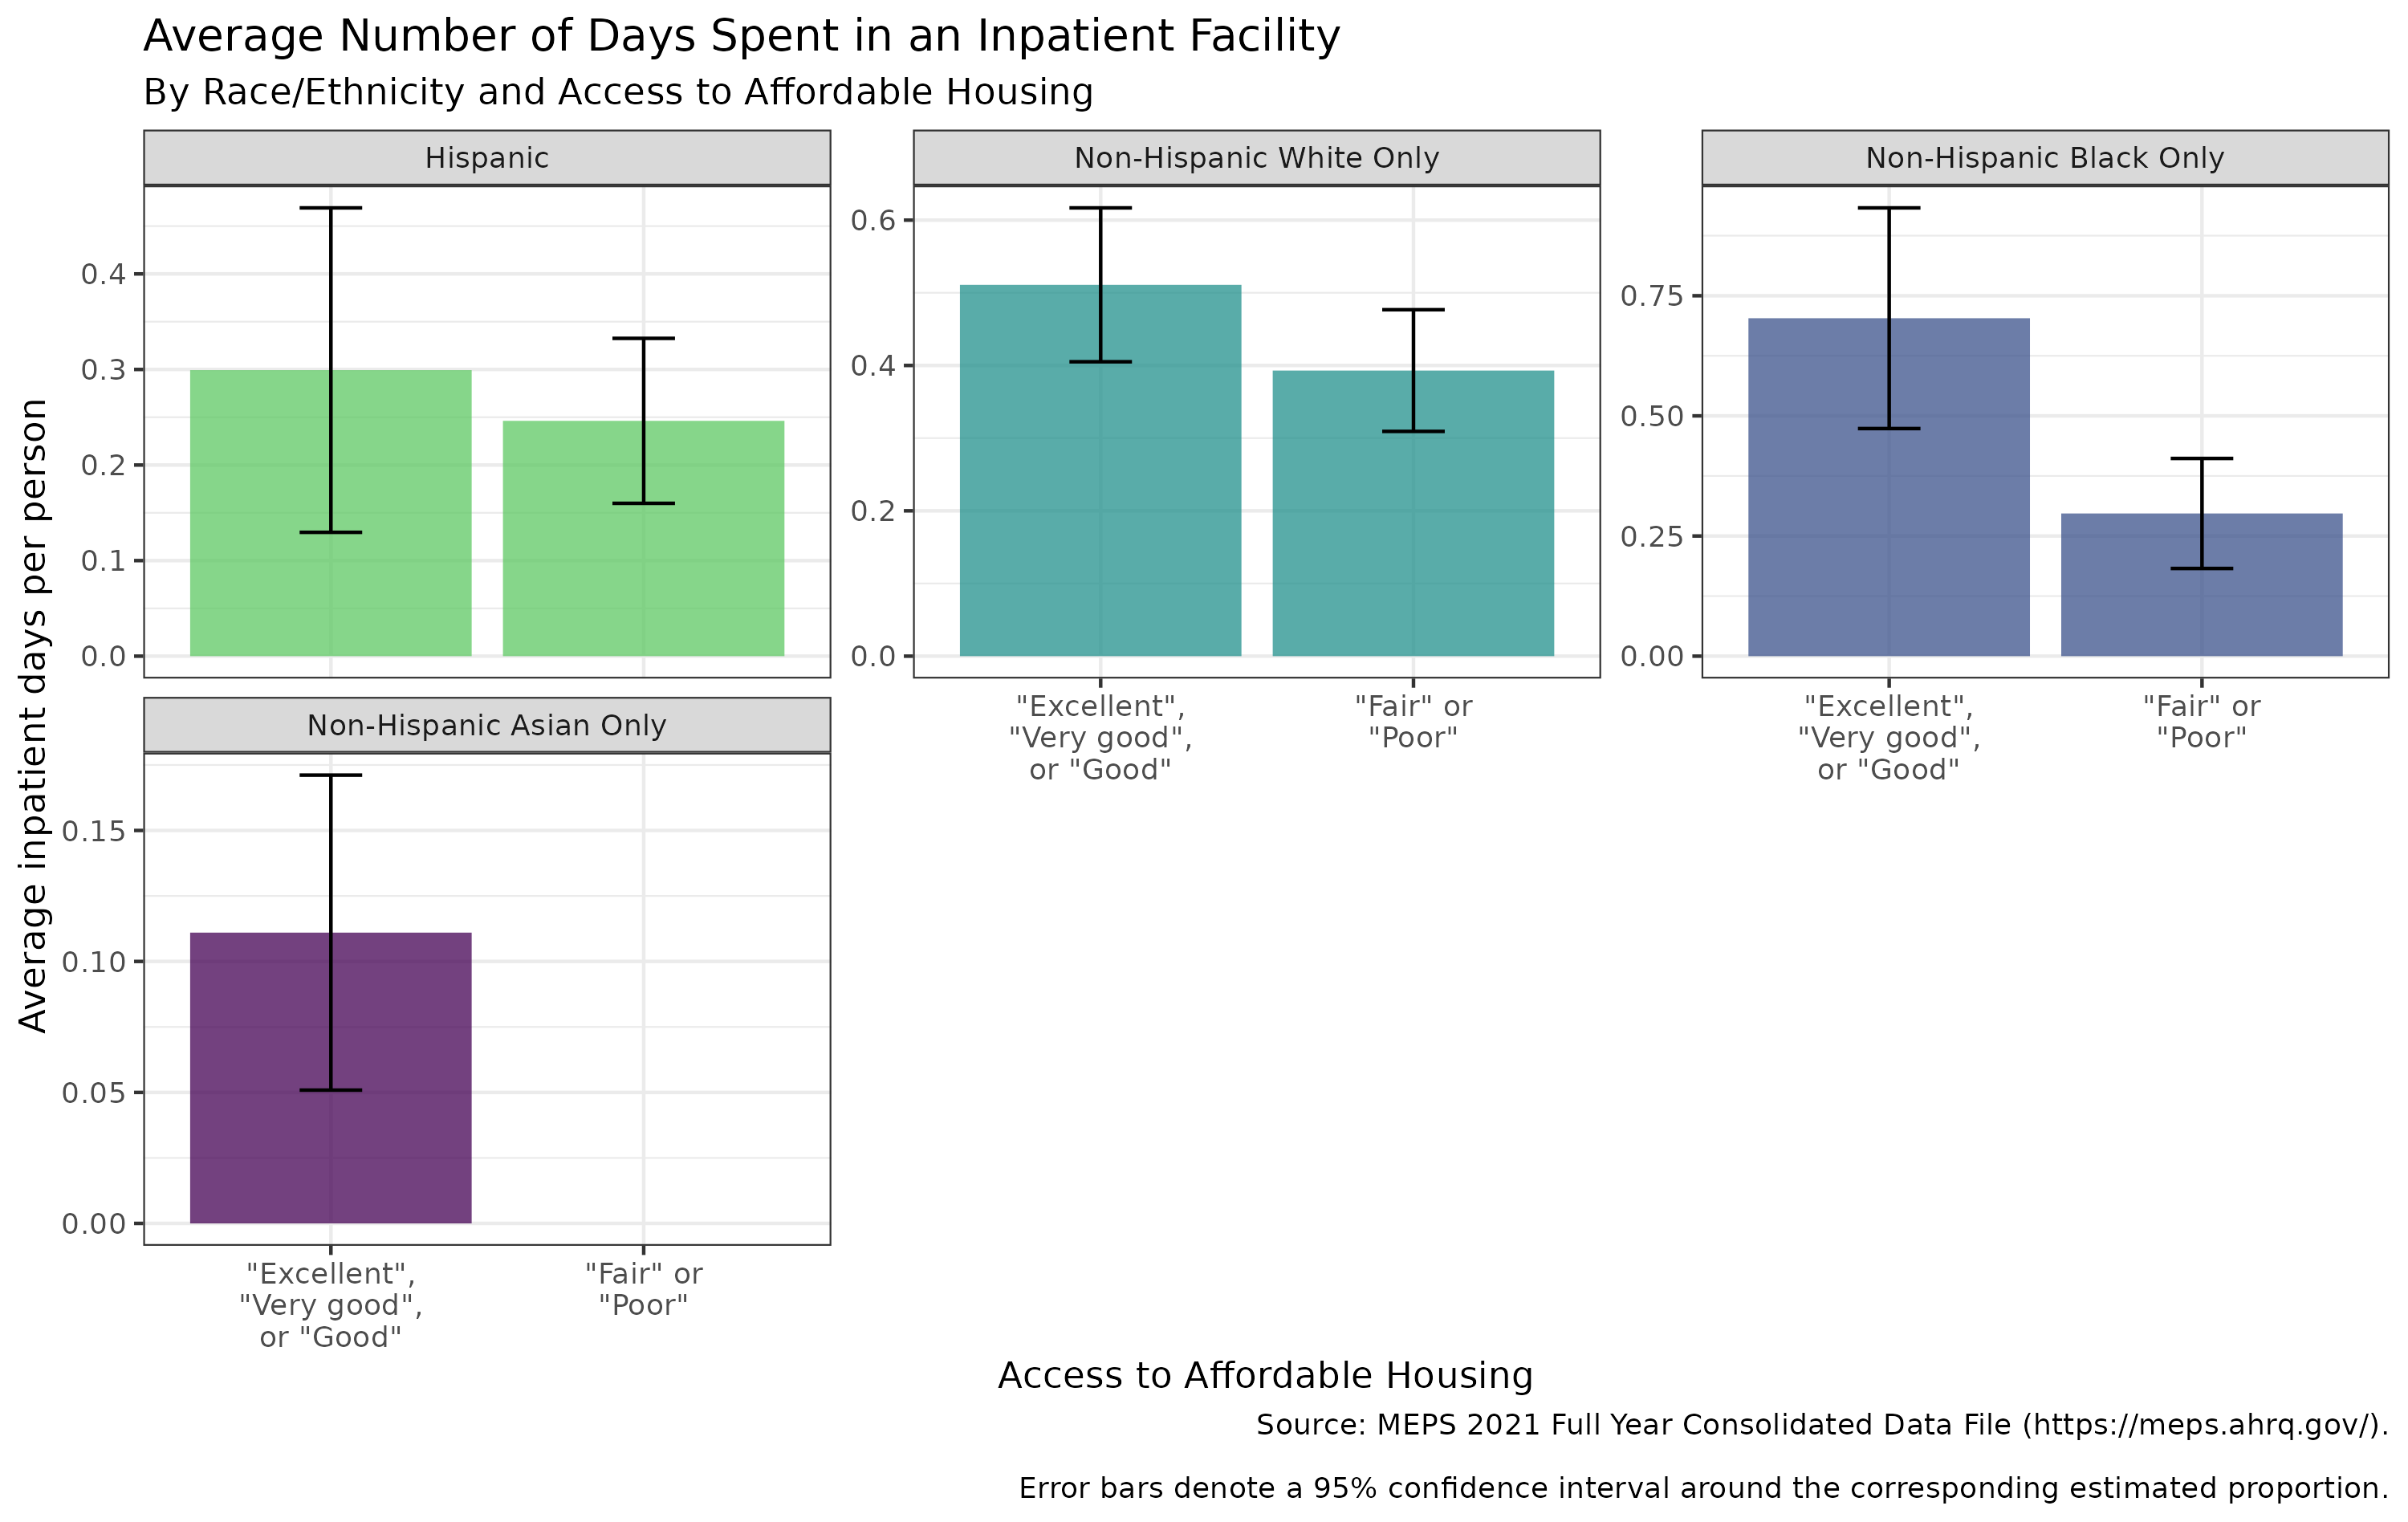 Average Number of Days Spent in an Inpatient Facility
By Race/Ethnicity and Access to Affordable Housing
Average inpatient days per person
Hispanic
0.4
0.3
0.2
0.1
0.0
Non-Hispanic White Only
0.6
0.4
0.2
0.0
"Excellent",
"Very good",
or "Good"
"Fair" or
"Poor"
Non-Hispanic Black Only
0.75
0.50
0.25
0.00
"Excellent",
"Very good",
or "Good"
"Fair" or
"Poor"
Non-Hispanic Asian Only
0.15
0.10
0.05
0.00
"Excellent",
"Very good",
or "Good"
"Fair" or
"Poor"
Access to Affordable Housing
Source: MEPS 2021 Full Year Consolidated Data File (https://meps.ahrq.gov/).
Error bars denote a 95% confidence interval around the corresponding estimated proportion.